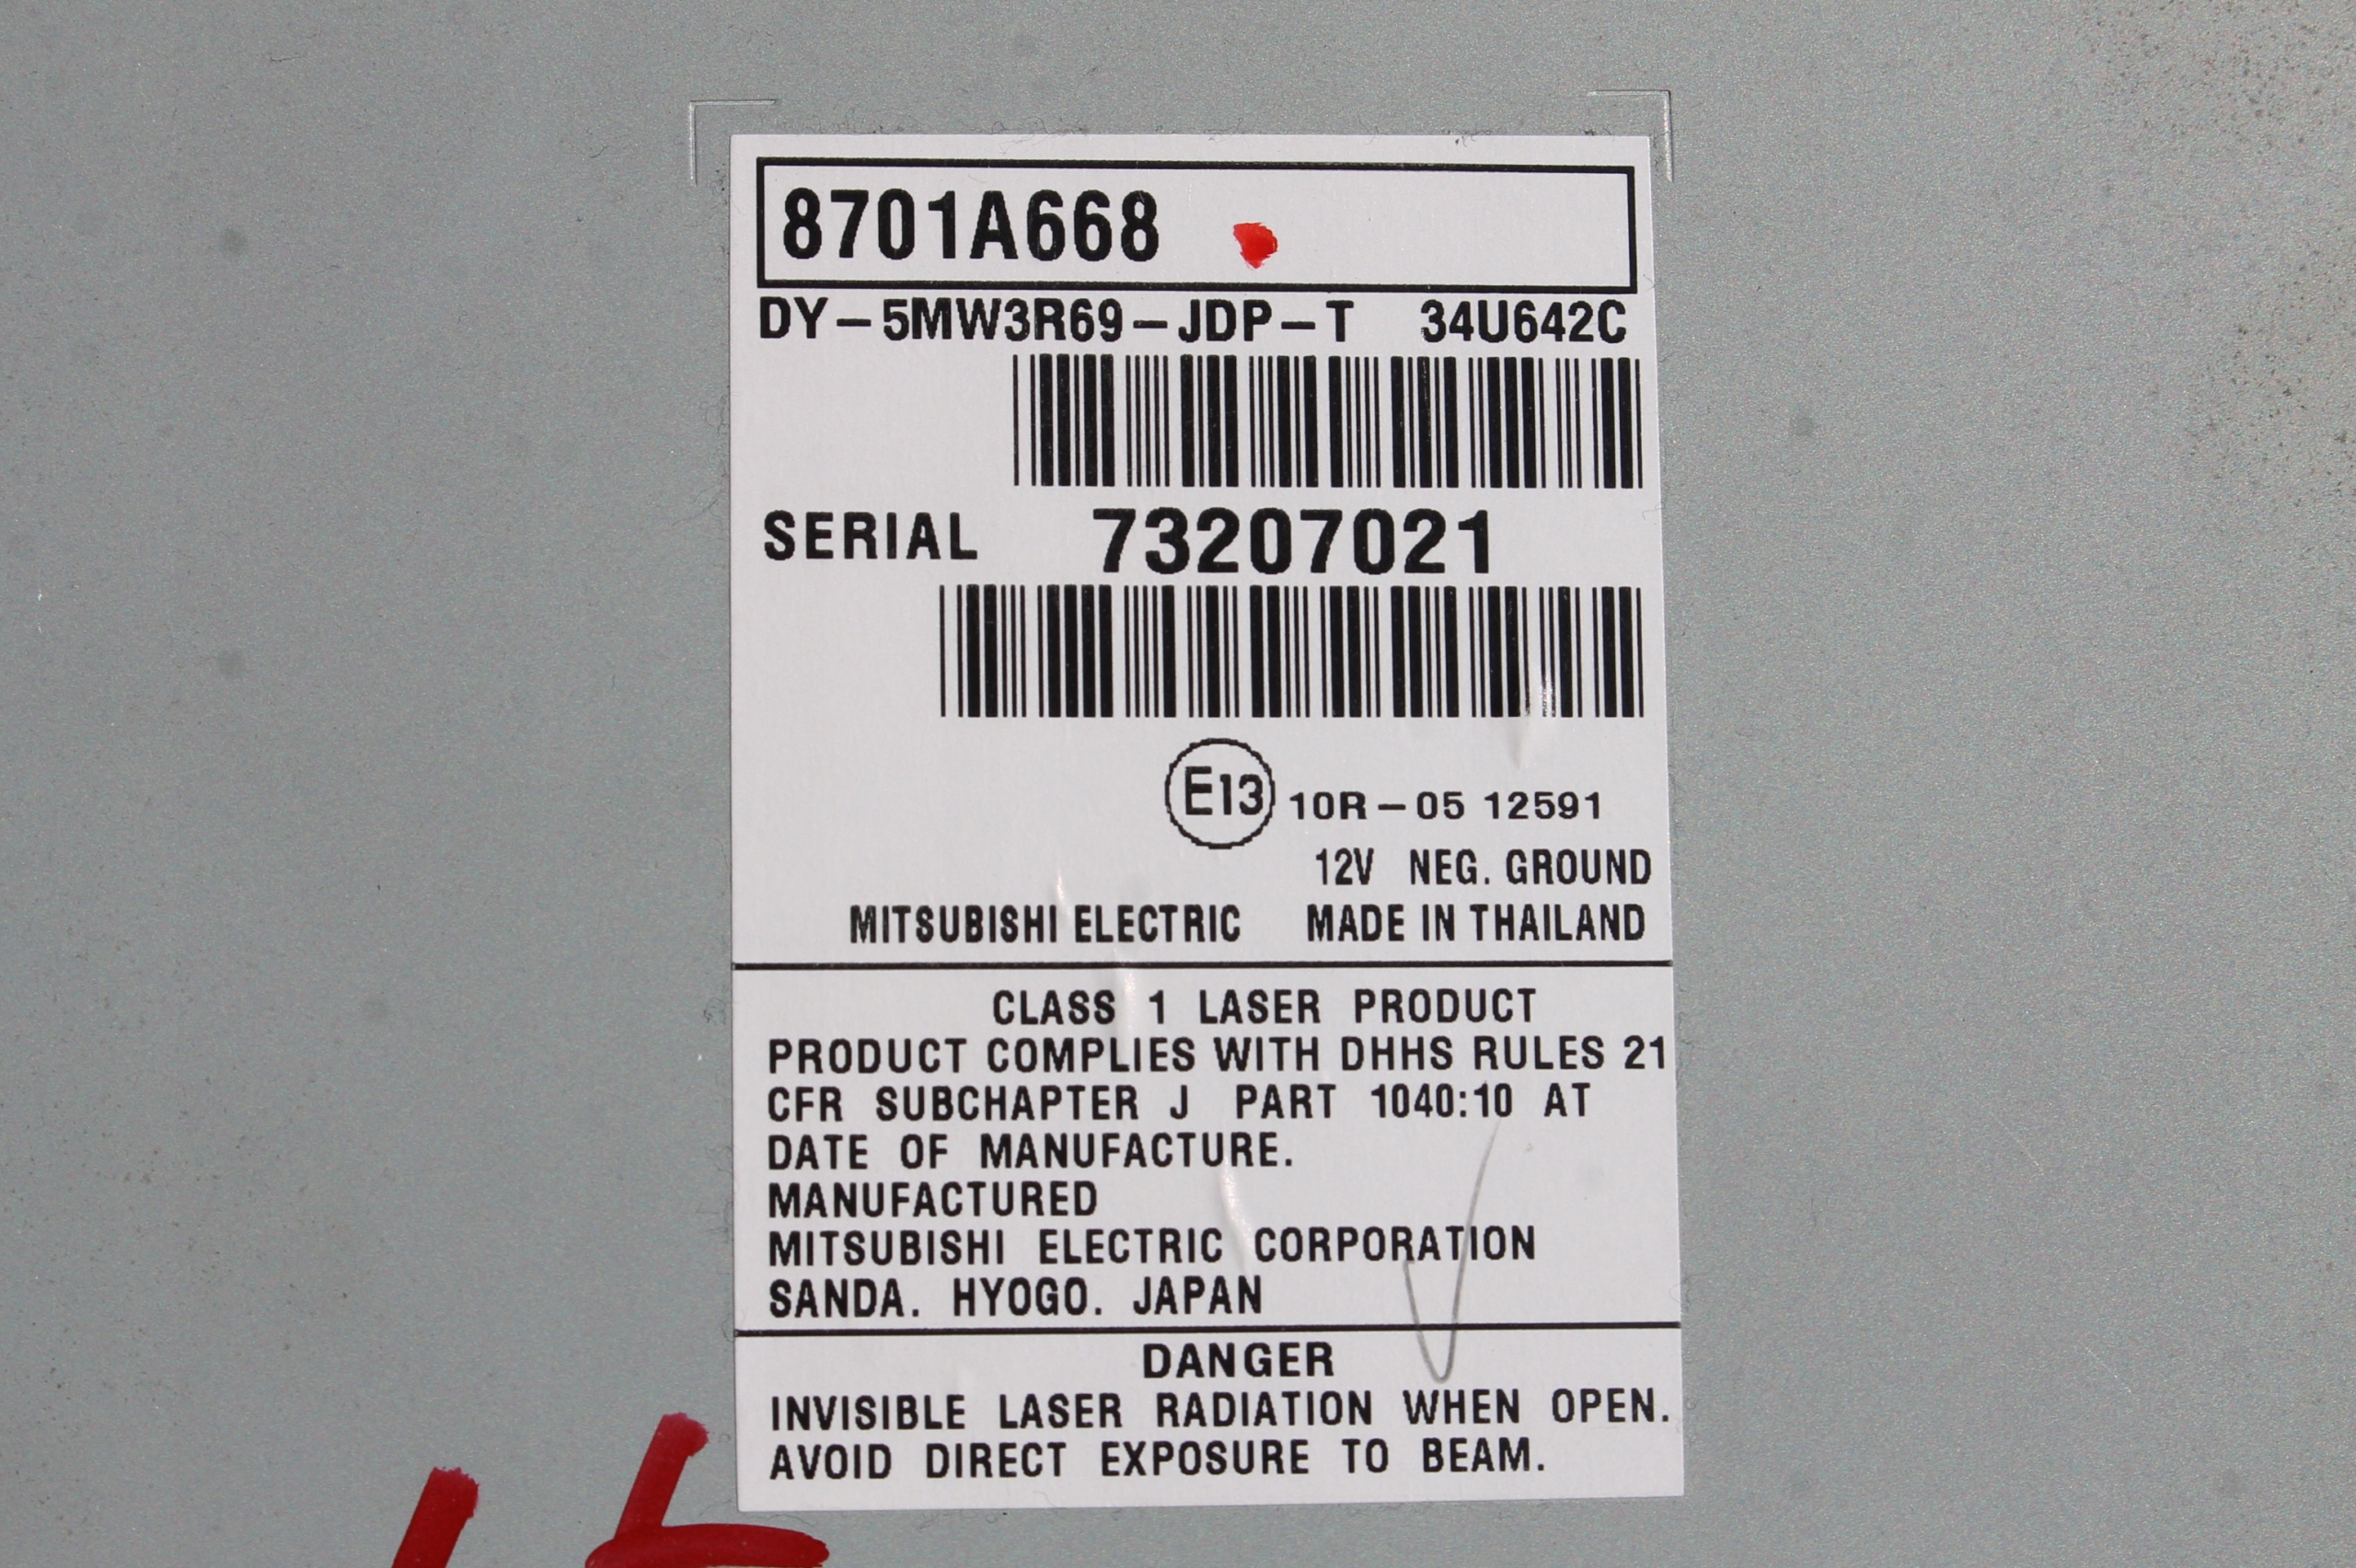 8701A668
DY-5MW3R69-JDP-T 34U642C
SERIAL 73207021
E13 10R-05 12591
12V NEG. GROUND
MITSUBISHI ELECTRIC MADE IN THAILAND
CLASS 1 LASER PRODUCT
PRODUCT COMPLIES WITH DHHS RULES 21
CFR SUBCHAPTER J PART 1040:10 AT
DATE OF MANUFACTURE.
MANUFACTURED
MITSUBISHI ELECTRIC CORPORATION
SANDA. HYOGO. JAPAN
DANGER
INVISIBLE LASER RADIATION WHEN OPEN.
AVOID DIRECT EXPOSURE TO BEAM.